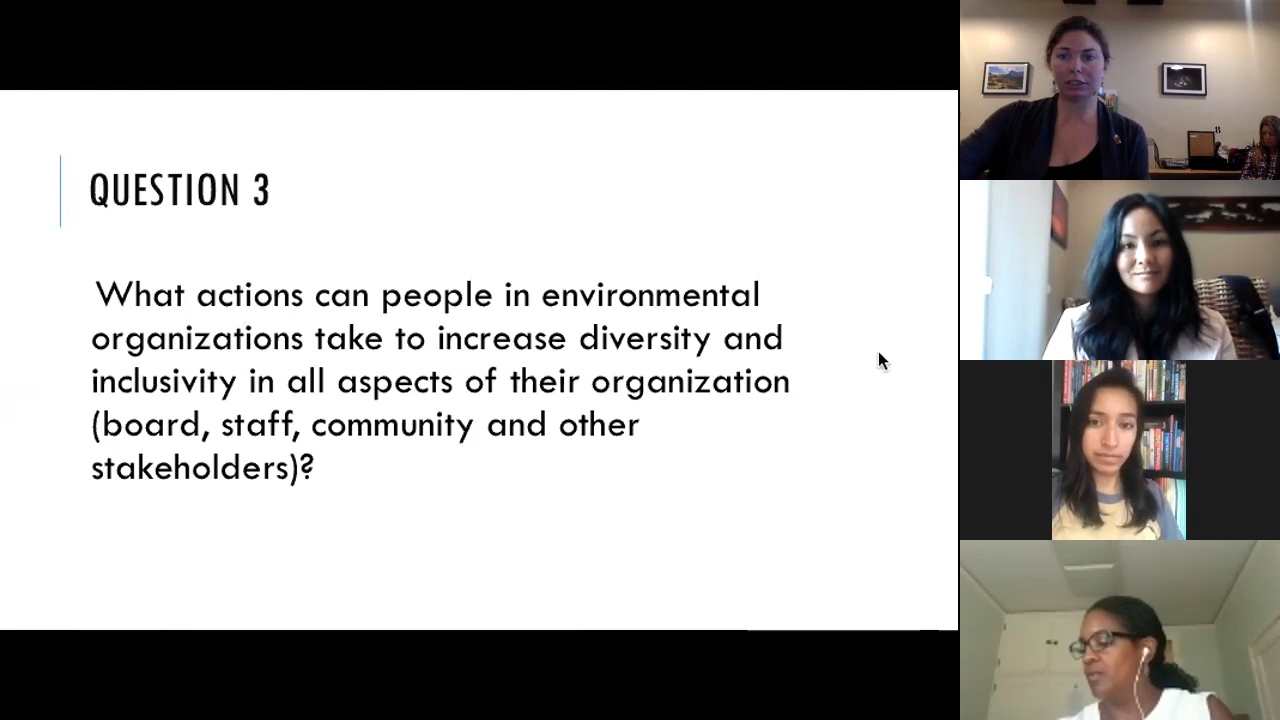 QUESTION 3
What actions can people in environmental
organizations take to increase diversity and
inclusivity in all aspects of their organization
(board, staff, community and other
stakeholders)?